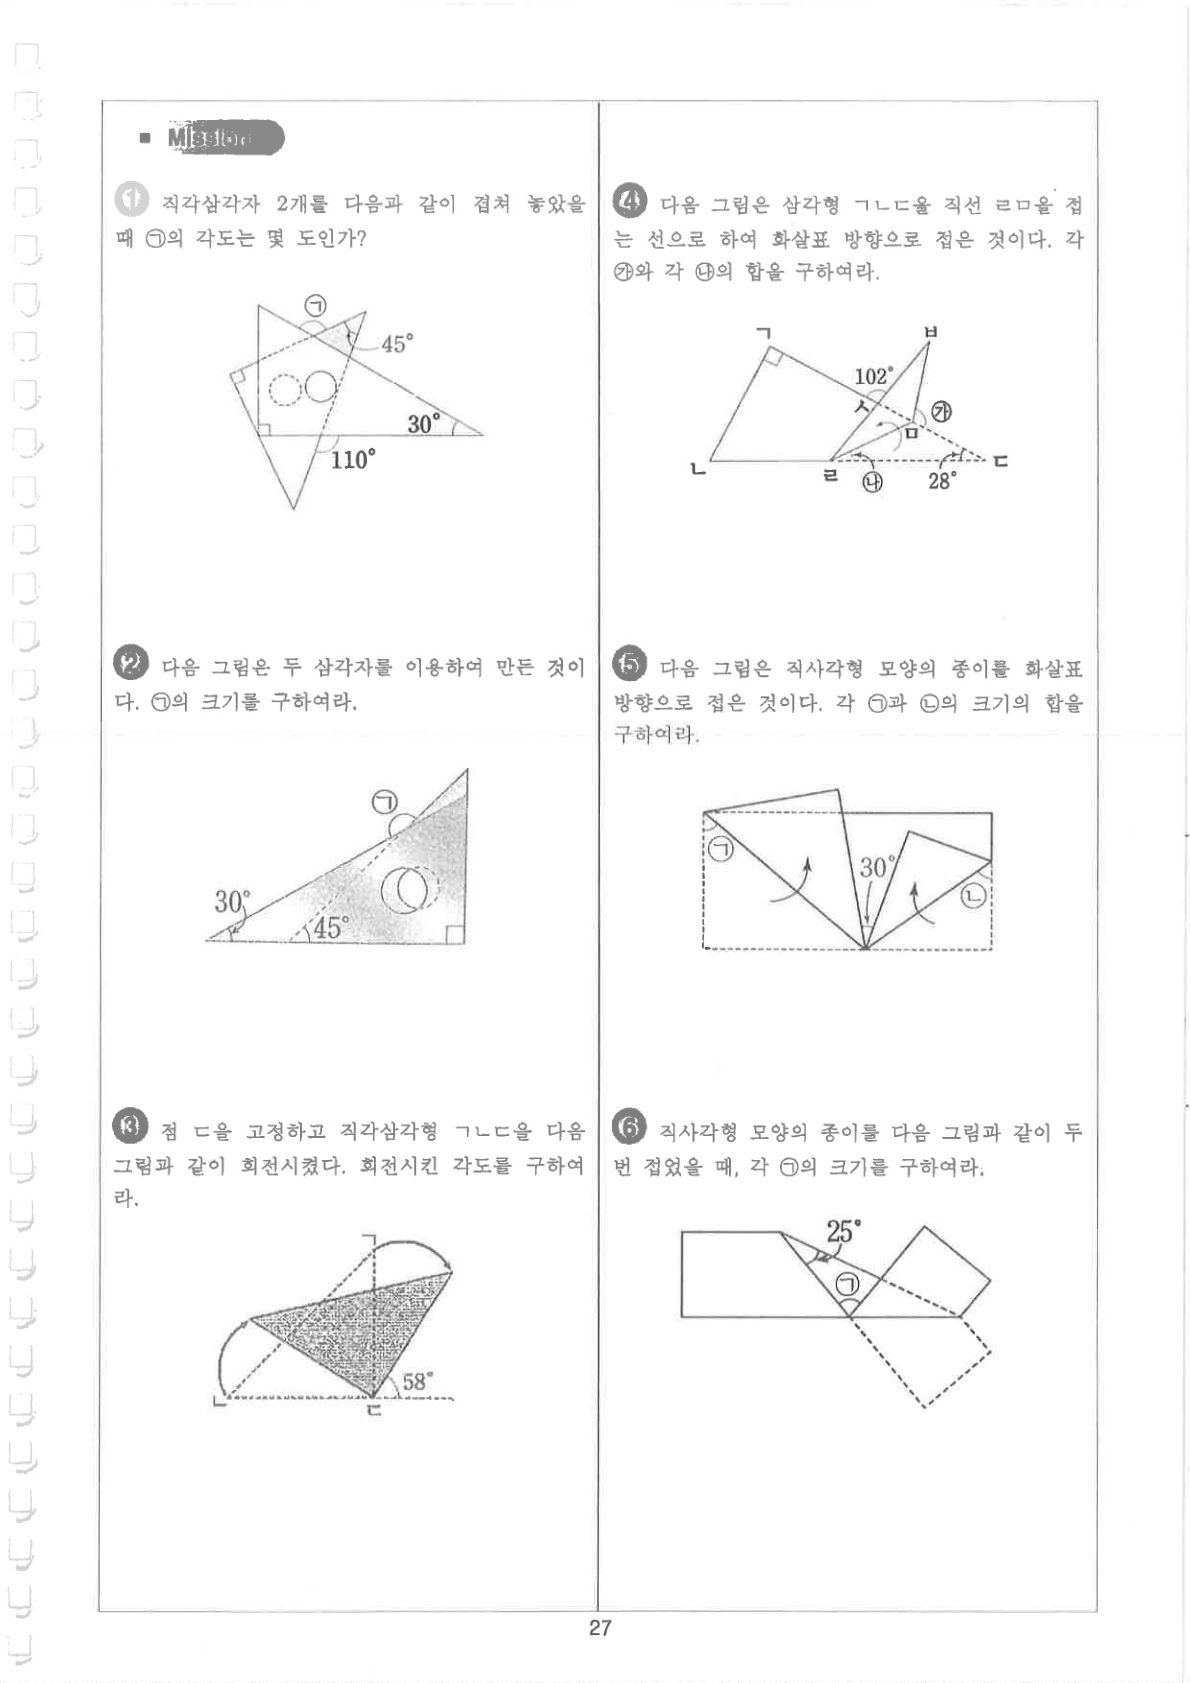 Mission
1 직각삼각자 2개를 다음과 같이 겹쳐 놓았을
때 ㉠의 각도는 몇 도인가?
㉠
45°
30°
110°
2 다음 그림은 두 삼각자를 이용하여 만든 것이
다. ㉠의 크기를 구하여라.
㉠
30°
45°
3 점 ㄷ을 고정하고 직각삼각형 ㄱㄴㄷ을 다음
그림과 같이 회전시켰다. 회전시킨 각도를 구하여
라.
ㄱ
58°
ㄴ
ㄷ
4 다음 그림은 삼각형 ㄱㄴㄷ을 직선 ㄹㅁ을 접
는 선으로 하여 화살표 방향으로 접은 것이다. 각
㉮와 각 ㉯의 합을 구하여라.
ㄱ
ㅂ
102°
ㅅ
㉮
ㅁ
ㄴ
ㄹ
㉯
28°
ㄷ
5 다음 그림은 직사각형 모양의 종이를 화살표
방향으로 접은 것이다. 각 ㉠과 ㉡의 크기의 합을
구하여라.
㉠
30°
㉡
6 직사각형 모양의 종이를 다음 그림과 같이 두
번 접었을 때, 각 ㉠의 크기를 구하여라.
25°
㉠
27